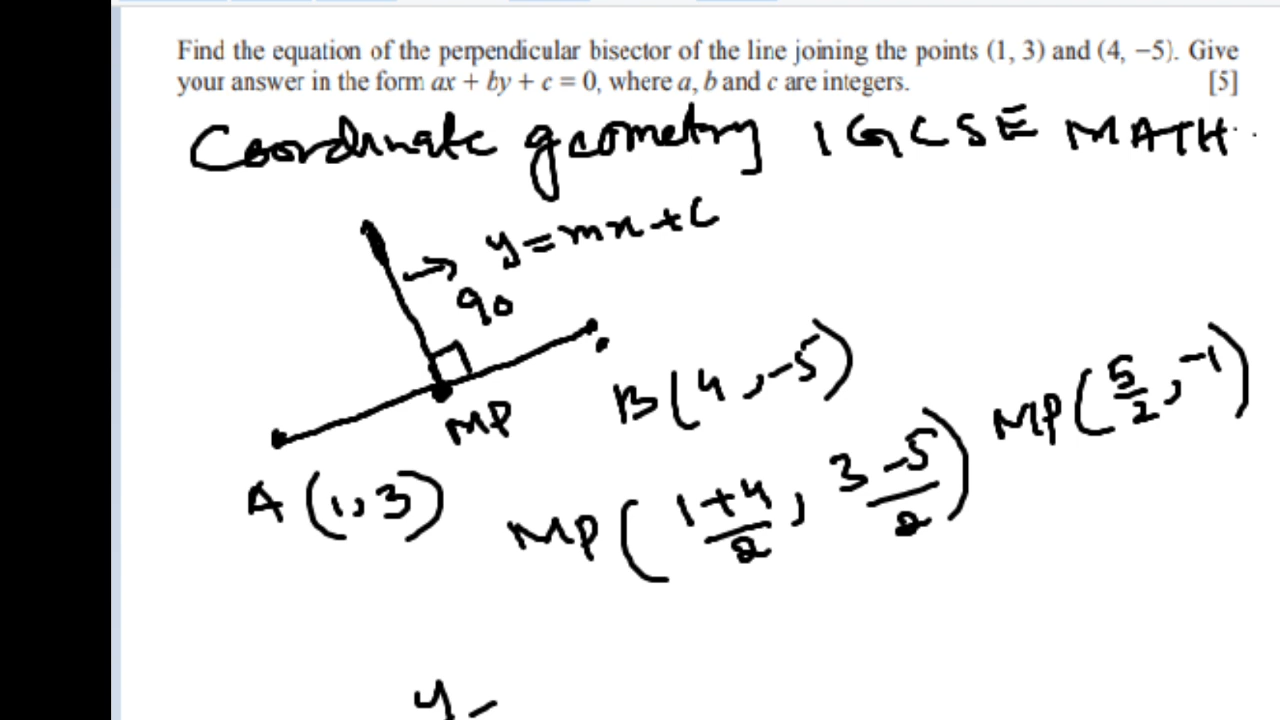 Find the equation of the perpendicular bisector of the line joining the points (1, 3) and (4, −5). Give
your answer in the form ax + by + c = 0, where a, b and c are integers. [5]
Coordinate geometry IGCSE MATH..
y = mx + c
90
B(4, -5)
MP(5/2, -1)
MP
A (1, 3)
MP(1+4/2, 3-5/2)
y -